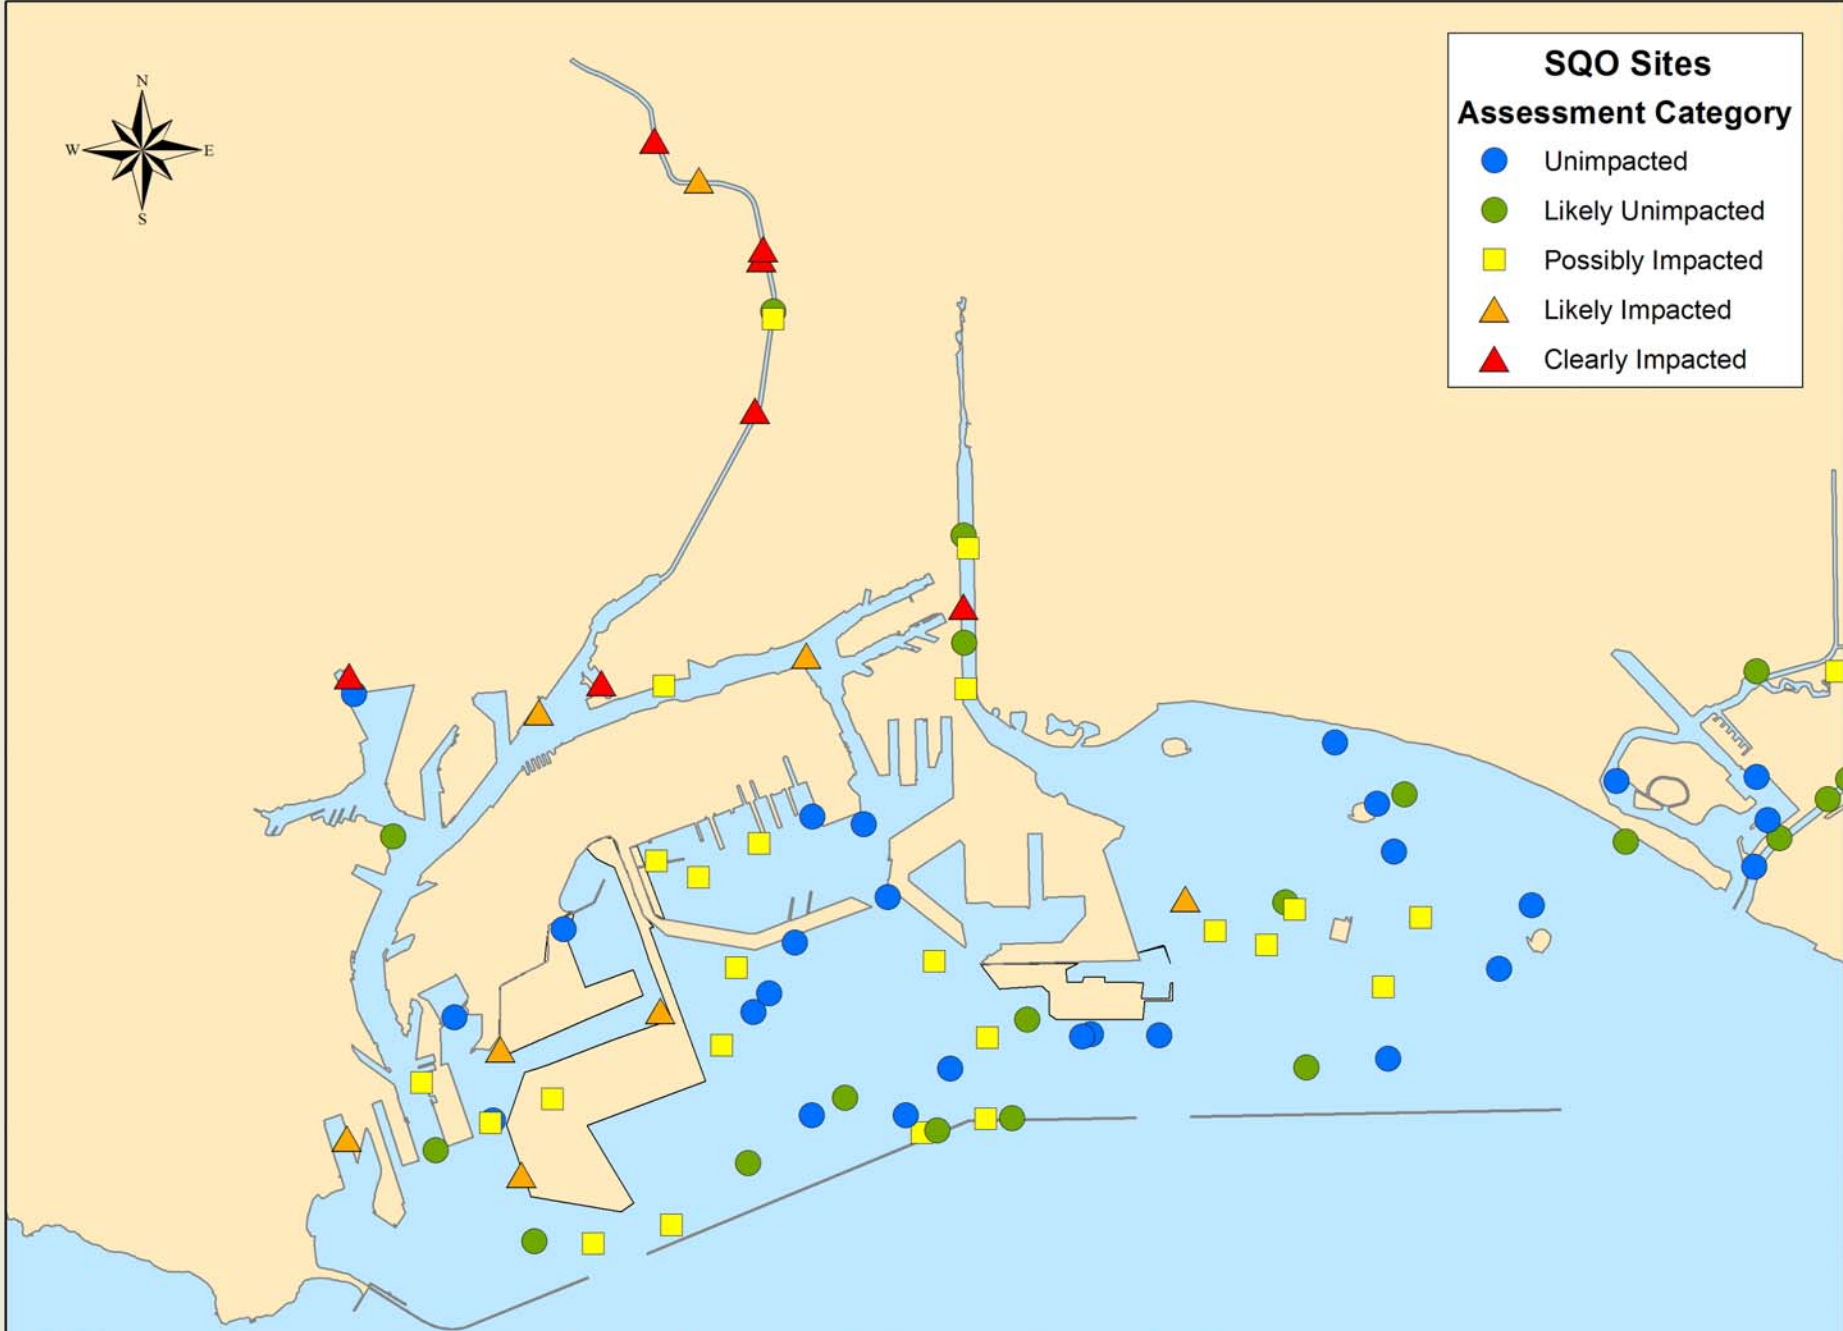 N
W E
S
SQO Sites
Assessment Category
Unimpacted
Likely Unimpacted
Possibly Impacted
Likely Impacted
Clearly Impacted